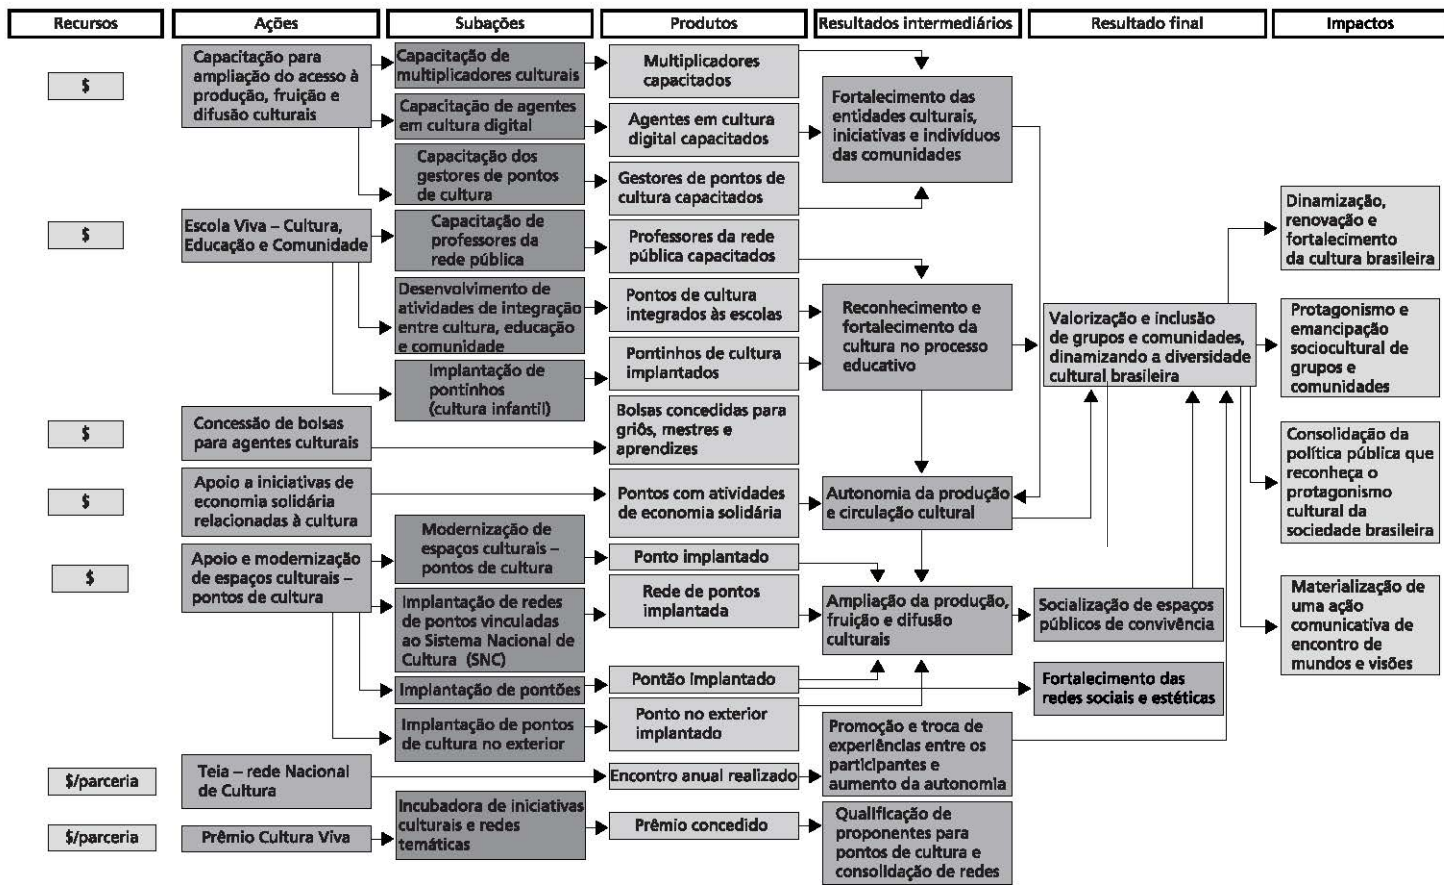 Recursos
Ações
Subações
Produtos
Resultados intermediários
Resultado final
Impactos
$
Capacitação para
ampliação do acesso à
produção, fruição e
difusão culturais
Capacitação de
multiplicadores culturais
Capacitação de agentes
em cultura digital
Capacitação dos
gestores de pontos
de cultura
Multiplicadores
capacitados
Agentes em cultura
digital capacitados
Gestores de pontos de
cultura capacitados
Fortalecimento das
entidades culturais,
iniciativas e indivíduos
das comunidades
$
Escola Viva – Cultura,
Educação e Comunidade
Capacitação de
professores da
rede pública
Desenvolvimento de
atividades de integração
entre cultura, educação
e comunidade
Implantação de
pontinhos
(cultura infantil)
Professores da rede
pública capacitados
Pontos de cultura
integrados às escolas
Pontinhos de cultura
implantados
Reconhecimento e
fortalecimento da
cultura no processo
educativo
$
Concessão de bolsas
para agentes culturais
Bolsas concedidas para
griôs, mestres e
aprendizes
$
Apoio a iniciativas de
economia solidária
relacionadas à cultura
Pontos com atividades
de economia solidária
Autonomia da produção
e circulação cultural
$
Apoio e modernização
de espaços culturais –
pontos de cultura
Modernização de
espaços culturais –
pontos de cultura
Implantação de redes
de pontos vinculadas
ao Sistema Nacional de
Cultura (SNC)
Implantação de pontões
Implantação de pontos
de cultura no exterior
Ponto implantado
Rede de pontos
implantada
Pontão implantado
Ponto no exterior
implantado
Ampliação da produção,
fruição e difusão
culturais
$/parceria
Teia – rede Nacional
de Cultura
Encontro anual realizado
Promoção e troca de
experiências entre os
participantes e
aumento da autonomia
$/parceria
Prêmio Cultura Viva
Incubadora de iniciativas
culturais e redes
temáticas
Prêmio concedido
Qualificação de
proponentes para
pontos de cultura e
consolidação de redes
Valorização e inclusão
de grupos e comunidades,
dinamizando a diversidade
cultural brasileira
Socialização de espaços
públicos de convivência
Fortalecimento das
redes sociais e estéticas
Dinamização,
renovação e
fortalecimento
da cultura brasileira
Protagonismo e
emancipação
sociocultural de
grupos e
comunidades
Consolidação da
política pública que
reconheça o
protagonismo
cultural da
sociedade brasileira
Materialização de
uma ação
comunicativa de
encontro de
mundos e visões